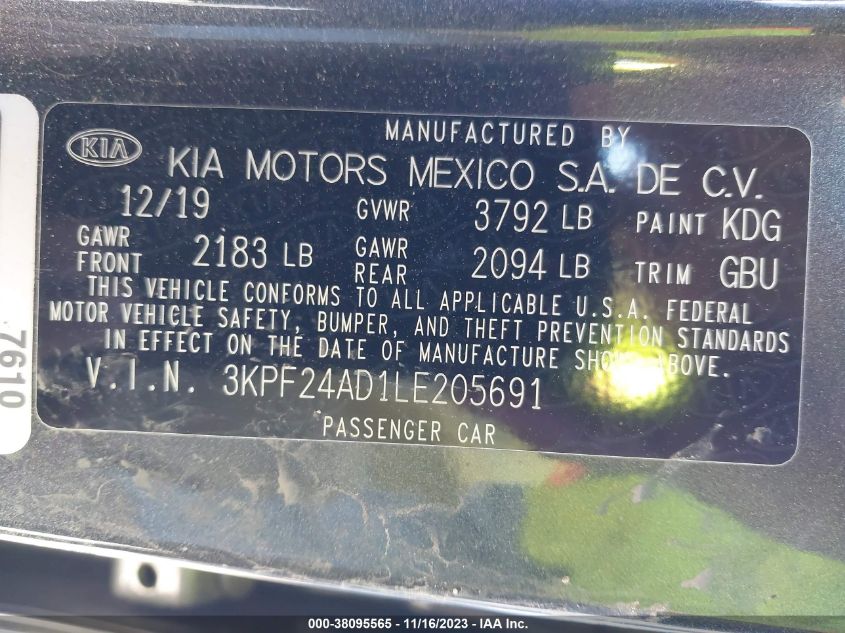 MANUFACTURED BY
KIA
KIA MOTORS MEXICO S.A. DE C.V.
12/19 GVWR 3792 LB PAINT KDG
GAWR FRONT 2183 LB GAWR REAR 2094 LB TRIM GBU
THIS VEHICLE CONFORMS TO ALL APPLICABLE U.S.A. FEDERAL
MOTOR VEHICLE SAFETY, BUMPER, AND THEFT PREVENTION STANDARDS
IN EFFECT ON THE DATE OF MANUFACTURE SHOWN ABOVE.
V.I.N. 3KPF24AD1LE205691
PASSENGER CAR
7610
000-38095565 - 11/16/2023 - IAA Inc.